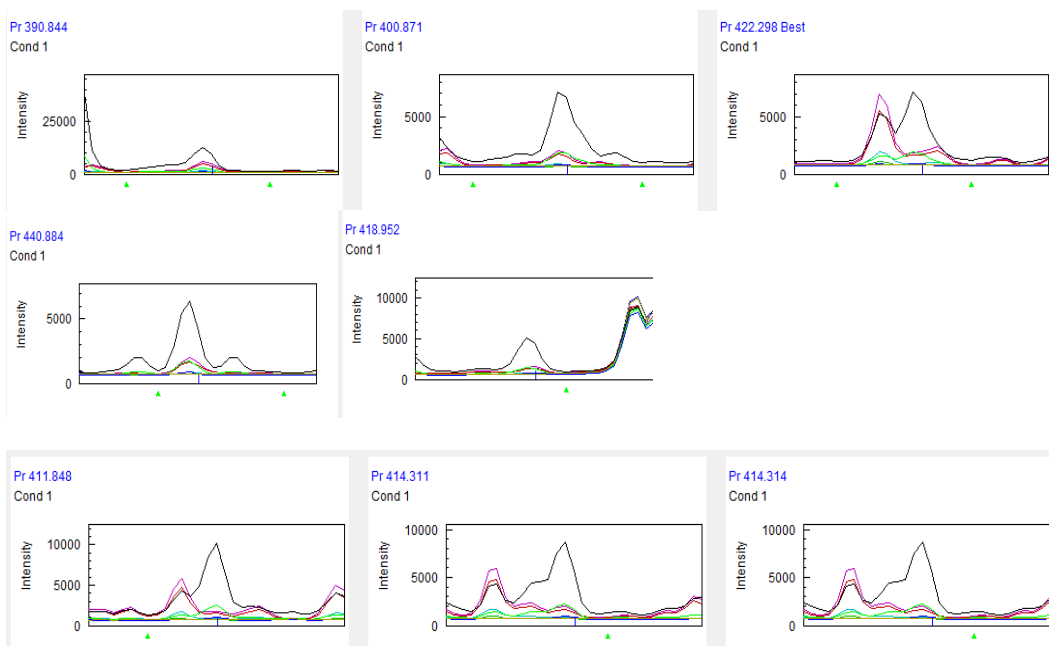 Pr 390.844
Cond 1
Intensity
25000
0
Pr 400.871
Cond 1
Intensity
5000
0
Pr 422.298 Best
Cond 1
Intensity
5000
0
Pr 440.884
Cond 1
Intensity
5000
0
Pr 418.952
Cond 1
Intensity
10000
5000
0
Pr 411.848
Cond 1
Intensity
10000
5000
0
Pr 414.311
Cond 1
Intensity
10000
5000
0
Pr 414.314
Cond 1
Intensity
10000
5000
0